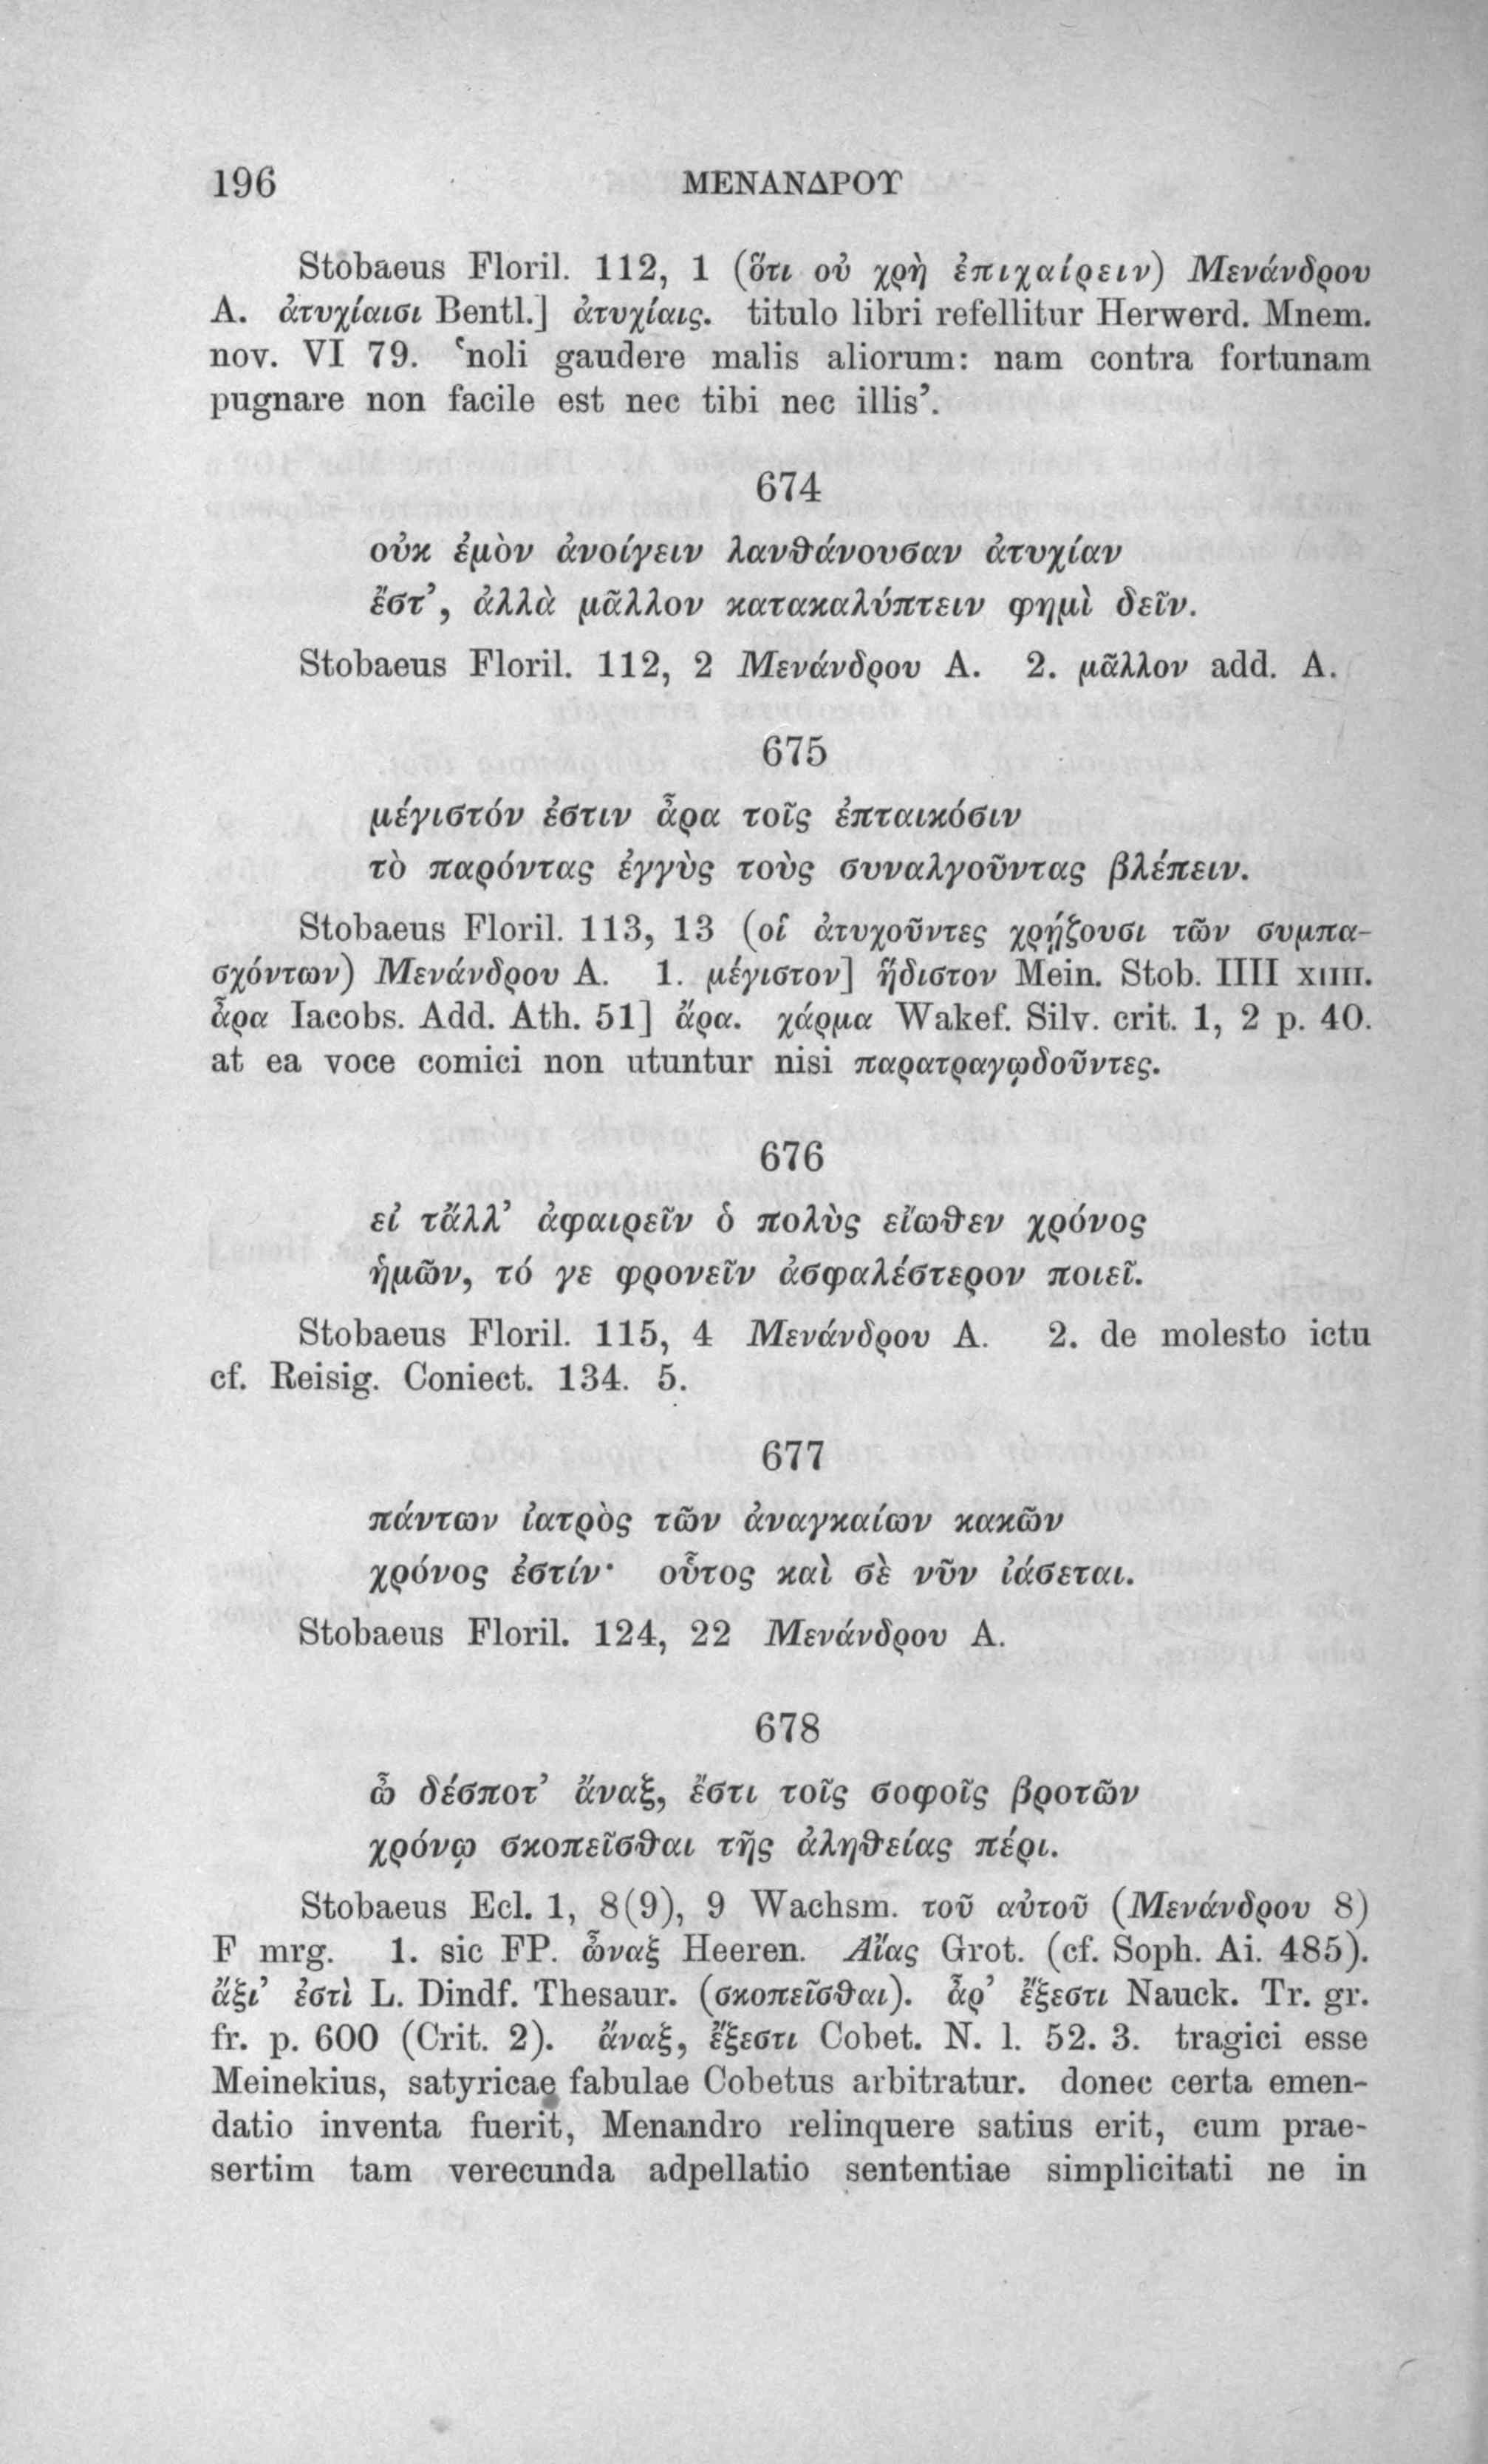 196 ΜΕΝΑΝΔΡΟΥ
Stobaeus Floril. 112, 1 (ὅτι οὐ χρὴ ἐπιχαίρειν) Μενάνδρου
A. ἀτυχίαισι Bentl.] ἀτυχίαις. titulo libri refellitur Herwerd. Mnem.
nov. VI 79. ‘noli gaudere malis aliorum: nam contra fortunam
pugnare non facile est nec tibi nec illis’.
674
οὐκ ἐμὸν ἀνοίγειν λανθάνουσαν ἀτυχίαν
ἔστ’, ἀλλὰ μᾶλλον κατακαλύπτειν φημὶ δεῖν.
Stobaeus Floril. 112, 2 Μενάνδρου A. 2. μᾶλλον add. A.
675
μέγιστόν ἐστιν ἆρα τοῖς ἐπταικόσιν
τὸ παρόντας ἐγγὺς τοὺς συναλγοῦντας βλέπειν.
Stobaeus Floril. 113, 13 (οἱ ἀτυχοῦντες χρῄζουσι τῶν συμπα-
σχόντων) Μενάνδρου A. 1. μέγιστον] ἥδιστον Mein. Stob. IIII XIIII.
ἆρα Iacobs. Add. Ath. 51] ἄρα. χάρμα Wakef. Silv. crit. 1, 2 p. 40.
at ea voce comici non utuntur nisi παρατραγῳδοῦντες.
676
εἰ τἄλλ’ ἀφαιρεῖν ὁ πολὺς εἴωθεν χρόνος
ἡμῶν, τό γε φρονεῖν ἀσφαλέστερον ποιεῖ.
Stobaeus Floril. 115, 4 Μενάνδρου A. 2. de molesto ictu
cf. Reisig. Coniect. 134. 5.
677
πάντων ἰατρὸς τῶν ἀναγκαίων κακῶν
χρόνος ἐστίν· οὗτος καὶ σὲ νῦν ἰάσεται.
Stobaeus Floril. 124, 22 Μενάνδρου A.
678
ὦ δέσποτ’ ἄναξ, ἔστι τοῖς σοφοῖς βροτῶν
χρόνῳ σκοπεῖσθαι τῆς ἀληθείας πέρι.
Stobaeus Ecl. 1, 8(9), 9 Wachsm. τοῦ αὐτοῦ (Μενάνδρου 8)
F mrg. 1. sic FP. ὦναξ Heeren. Αἴας Grot. (cf. Soph. Ai. 485).
ἄξι’ ἐστὶ L. Dindf. Thesaur. (σκοπεῖσθαι). ἆρ’ ἔξεστι Nauck. Tr. gr.
fr. p. 600 (Crit. 2). ἄναξ, ἔξεστι Cobet. N. l. 52. 3. tragici esse
Meinekius, satyricae fabulae Cobetus arbitratur. donec certa emen-
datio inventa fuerit, Menandro relinquere satius erit, cum prae-
sertim tam verecunda adpellatio sententiae simplicitati ne in